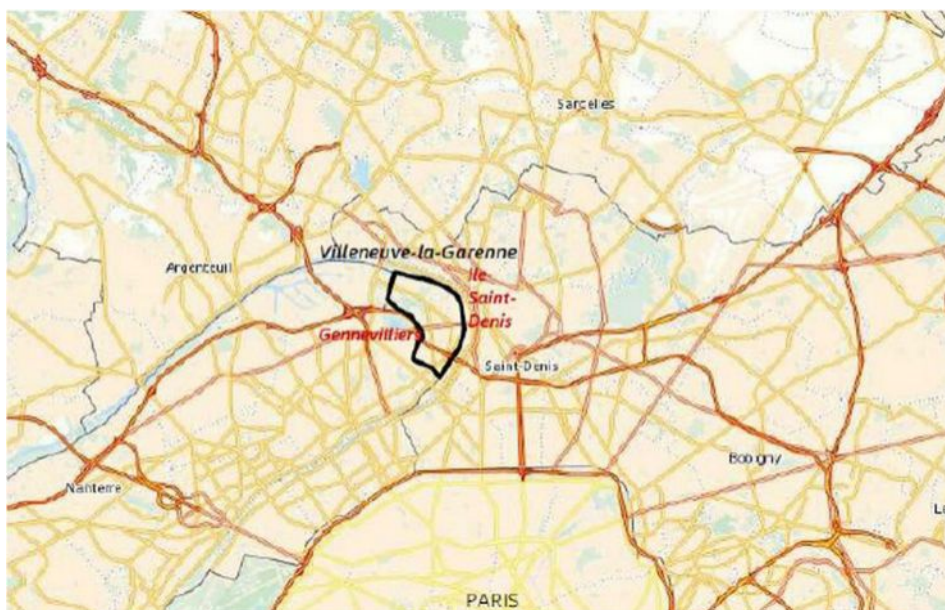 Sarcelles
Villeneuve-la-Garenne
Argenteuil
Ile
Saint-
Denis
Gennevilliers
Saint-Denis
Bobigny
Nanterre
PARIS